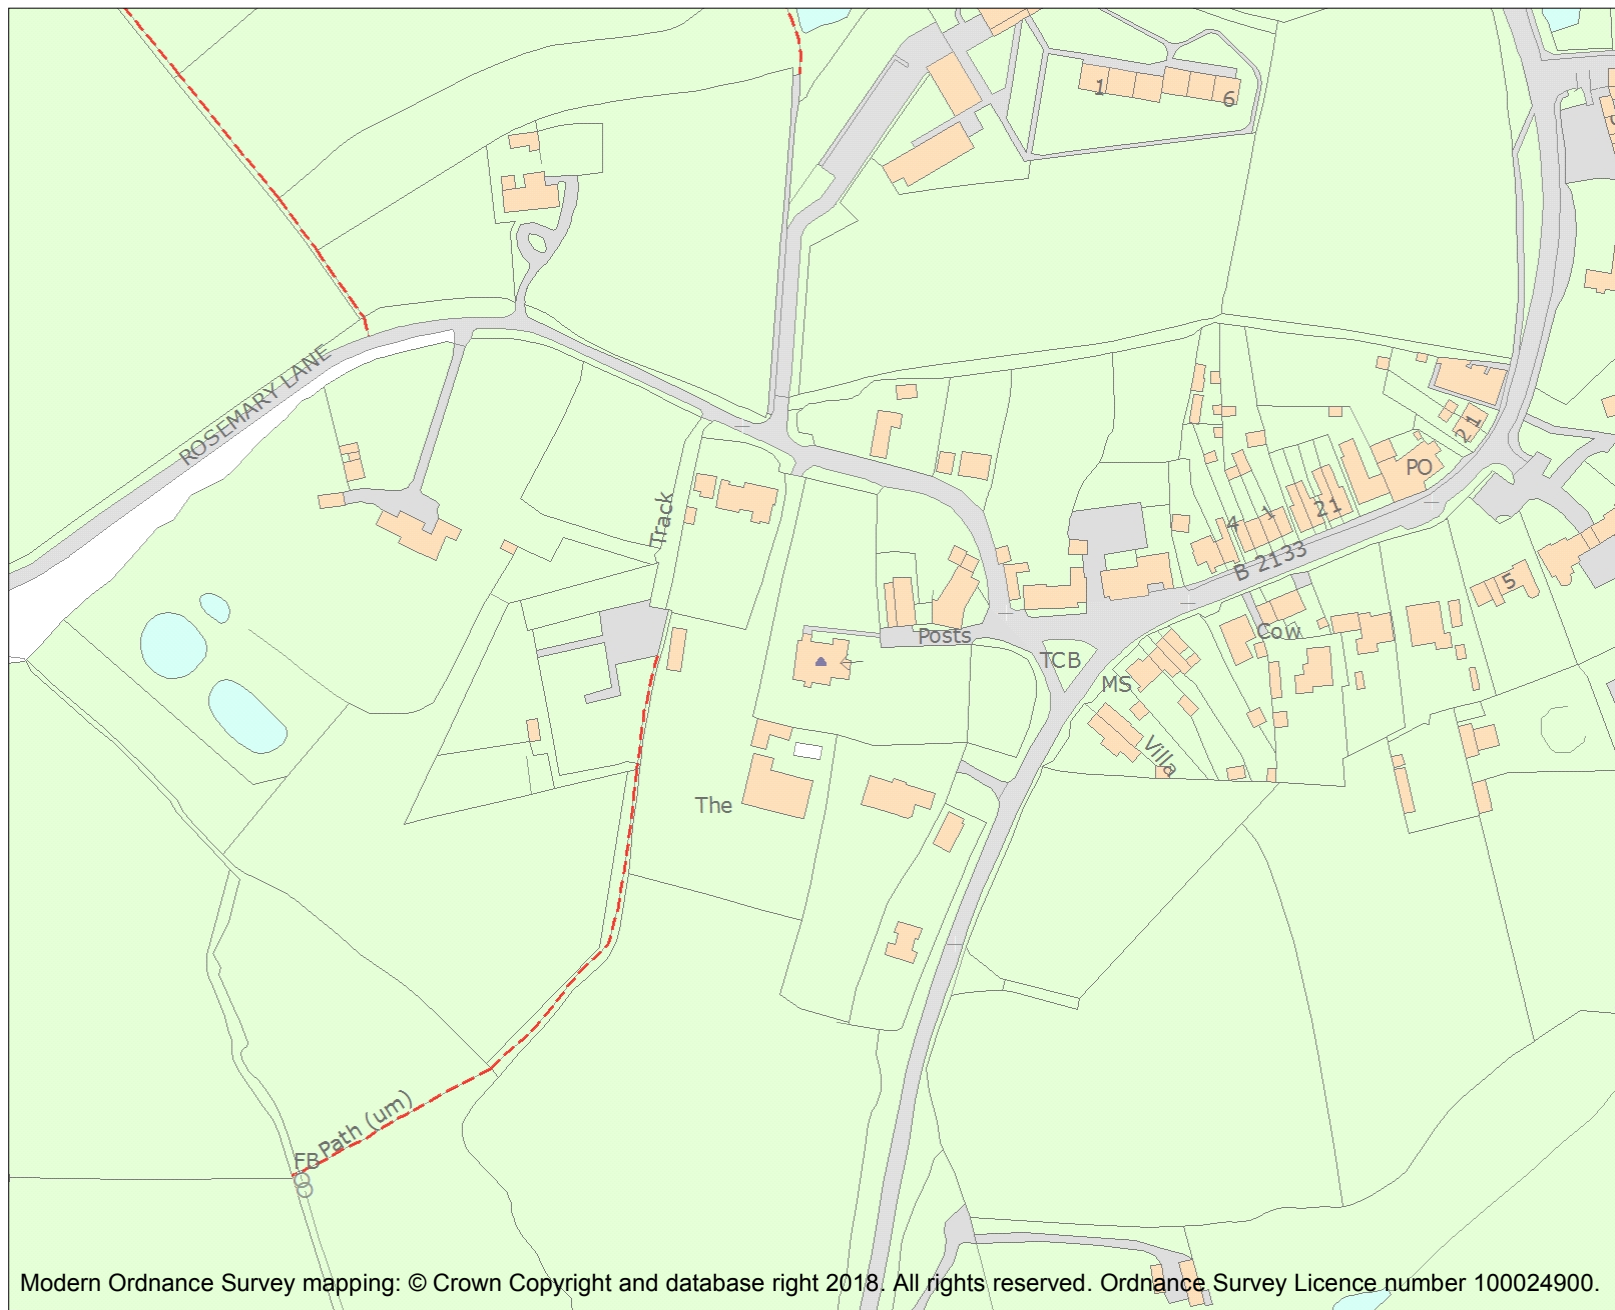 1
6
ROSEMARY LANE
2 1
PO
Track
4
1
21
B 2133
5
Posts
Cow
TCB
MS
Villa
The
Path (um)
FB
Modern Ordnance Survey mapping: © Crown Copyright and database right 2018. All rights reserved. Ordnance Survey Licence number 100024900.